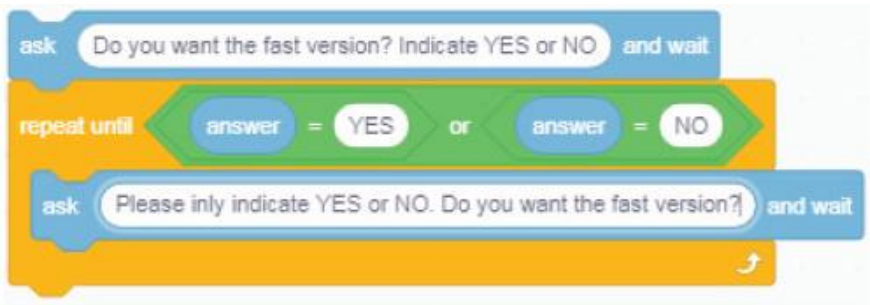 ask Do you want the fast version? Indicate YES or NO and wait
repeat until answer = YES or answer = NO
ask Please inly indicate YES or NO. Do you want the fast version? and wait